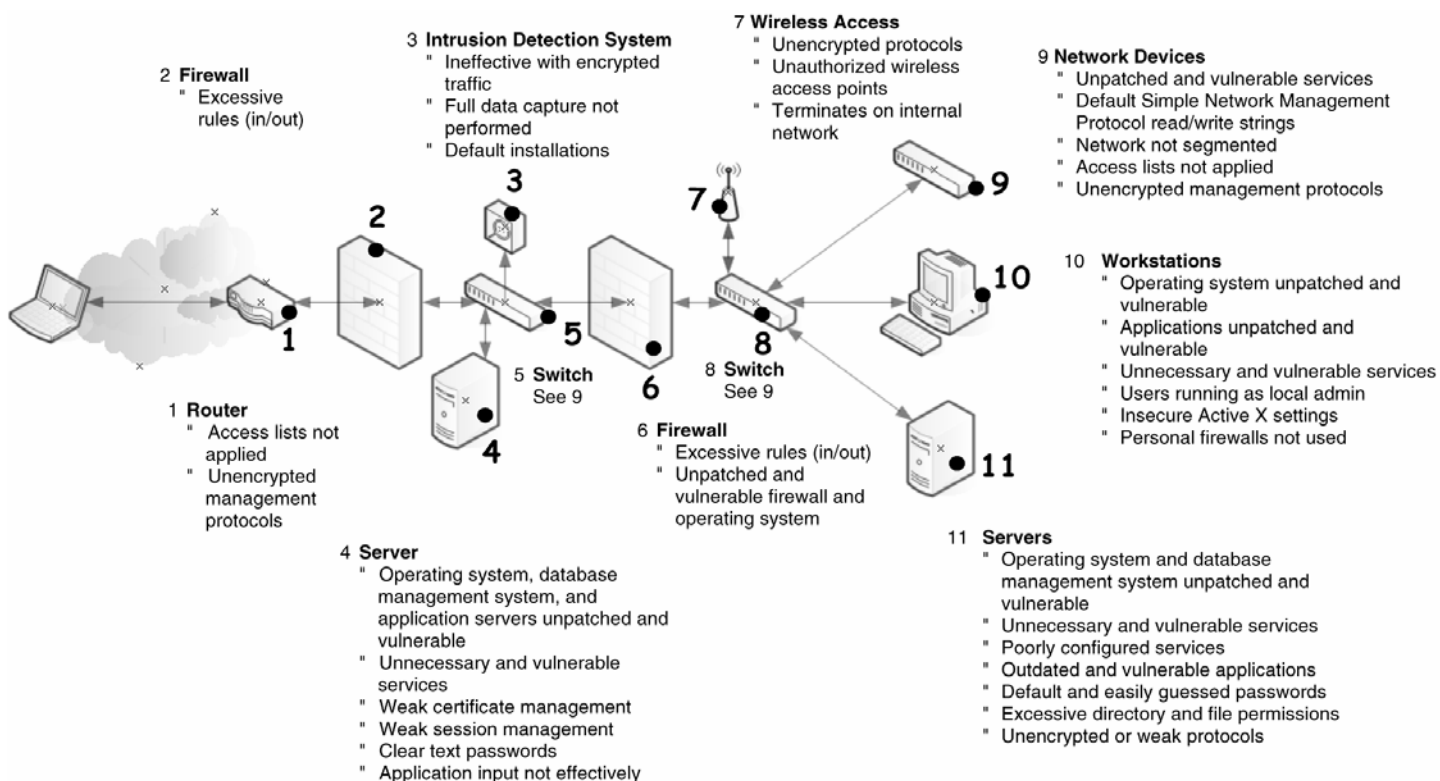 2 Firewall
" Excessive
rules (in/out)
3 Intrusion Detection System
" Ineffective with encrypted
traffic
" Full data capture not
performed
" Default installations
7 Wireless Access
" Unencrypted protocols
" Unauthorized wireless
access points
" Terminates on internal
network
9 Network Devices
" Unpatched and vulnerable services
" Default Simple Network Management
Protocol read/write strings
" Network not segmented
" Access lists not applied
" Unencrypted management protocols
2
3
7
9
10
1
5
6
8
4
11
1 Router
" Access lists not
applied
" Unencrypted
management
protocols
5 Switch
See 9
8 Switch
See 9
6 Firewall
" Excessive rules (in/out)
" Unpatched and
vulnerable firewall and
operating system
10 Workstations
" Operating system unpatched and
vulnerable
" Applications unpatched and
vulnerable
" Unnecessary and vulnerable services
" Users running as local admin
" Insecure Active X settings
" Personal firewalls not used
4 Server
" Operating system, database
management system, and
application servers unpatched and
vulnerable
" Unnecessary and vulnerable
services
" Weak certificate management
" Weak session management
" Clear text passwords
" Application input not effectively
11 Servers
" Operating system and database
management system unpatched and
vulnerable
" Unnecessary and vulnerable services
" Poorly configured services
" Outdated and vulnerable applications
" Default and easily guessed passwords
" Excessive directory and file permissions
" Unencrypted or weak protocols